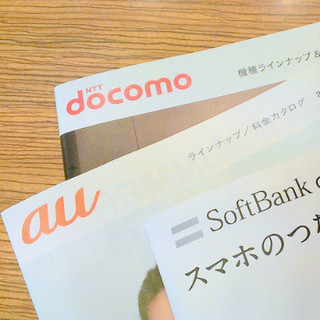 NTT
docomo
機種ラインナップ &
au
ラインナップ / 料金カタログ
SoftBank
スマホのつな